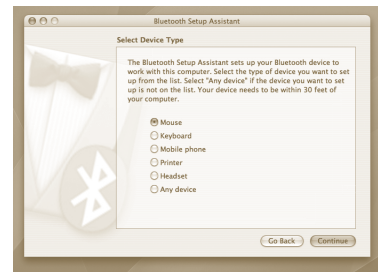 Bluetooth Setup Assistant
Select Device Type
The Bluetooth Setup Assistant sets up your Bluetooth device to
work with this computer. Select the type of device you want to set
up from the list. Select "Any device" if the device you want to set
up is not on the list. Your device needs to be within 30 feet of
your computer.
Mouse
Keyboard
Mobile phone
Printer
Headset
Any device
Go Back
Continue